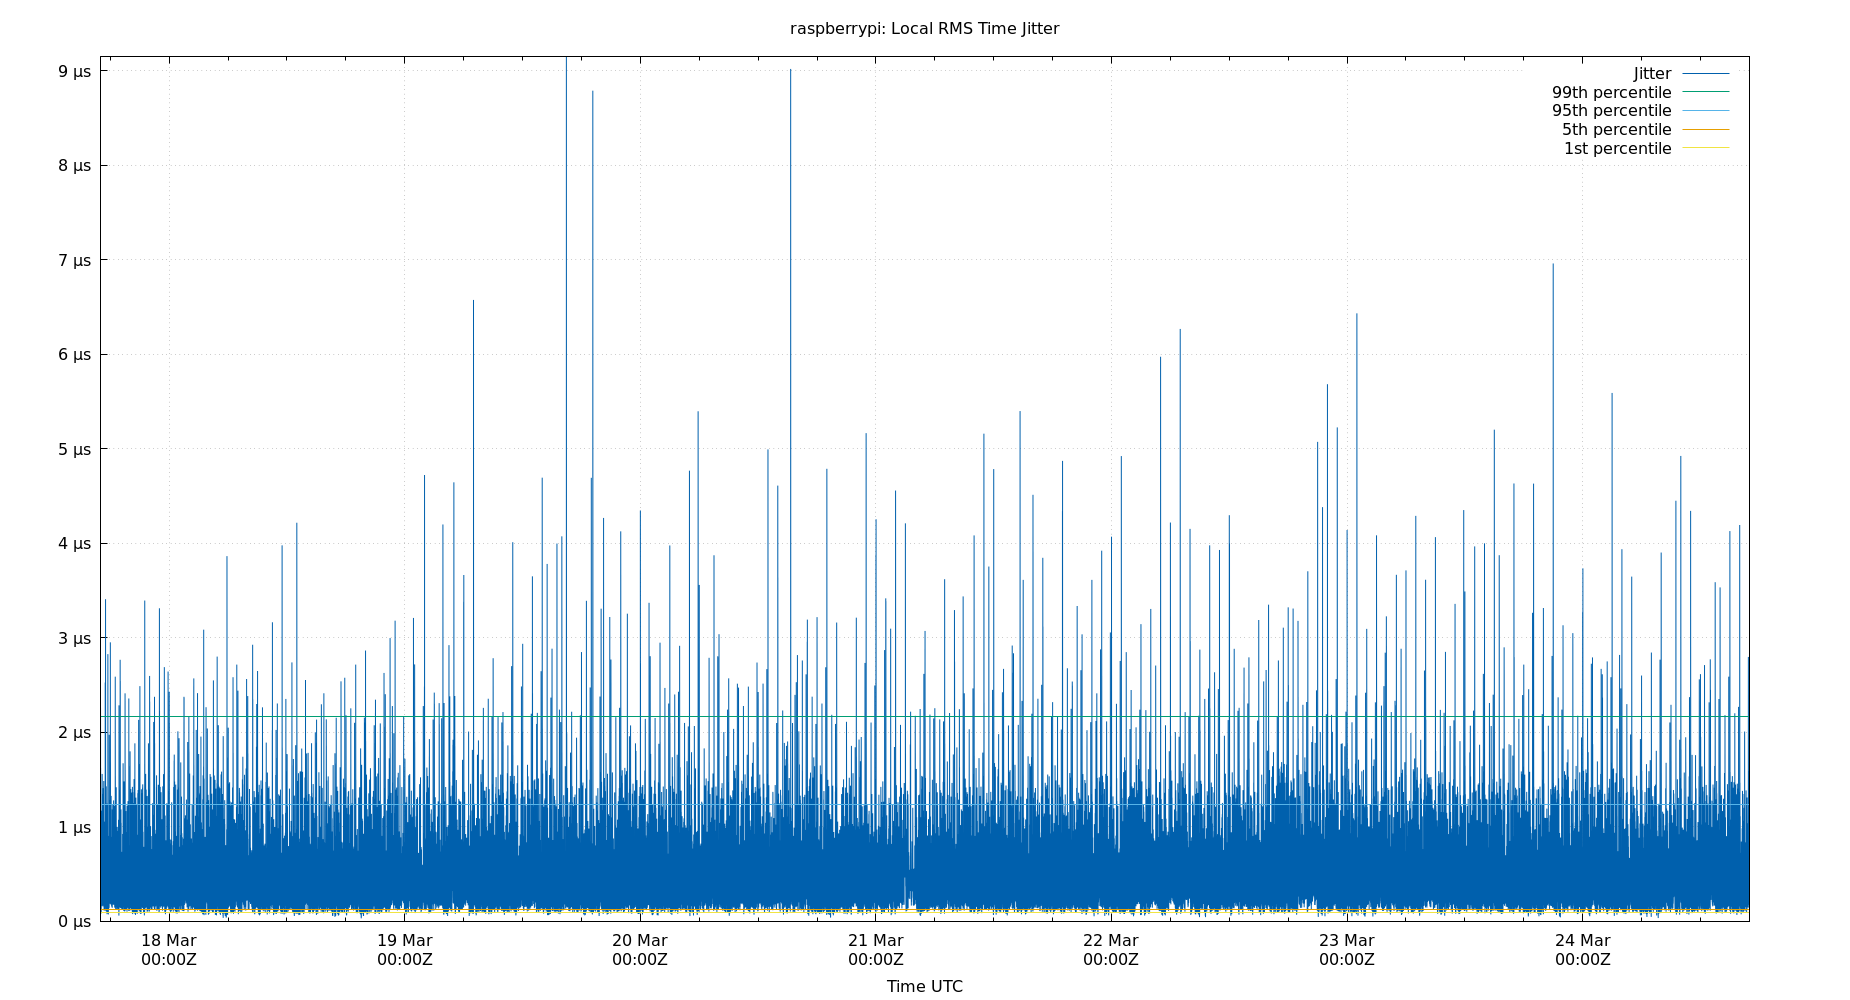 raspberrypi: Local RMS Time Jitter
9 µs
8 µs
7 µs
6 µs
5 µs
4 µs
3 µs
2 µs
1 µs
0 µs
Jitter
99th percentile
95th percentile
5th percentile
1st percentile
18 Mar
00:00Z
19 Mar
00:00Z
20 Mar
00:00Z
21 Mar
00:00Z
22 Mar
00:00Z
23 Mar
00:00Z
24 Mar
00:00Z
Time UTC